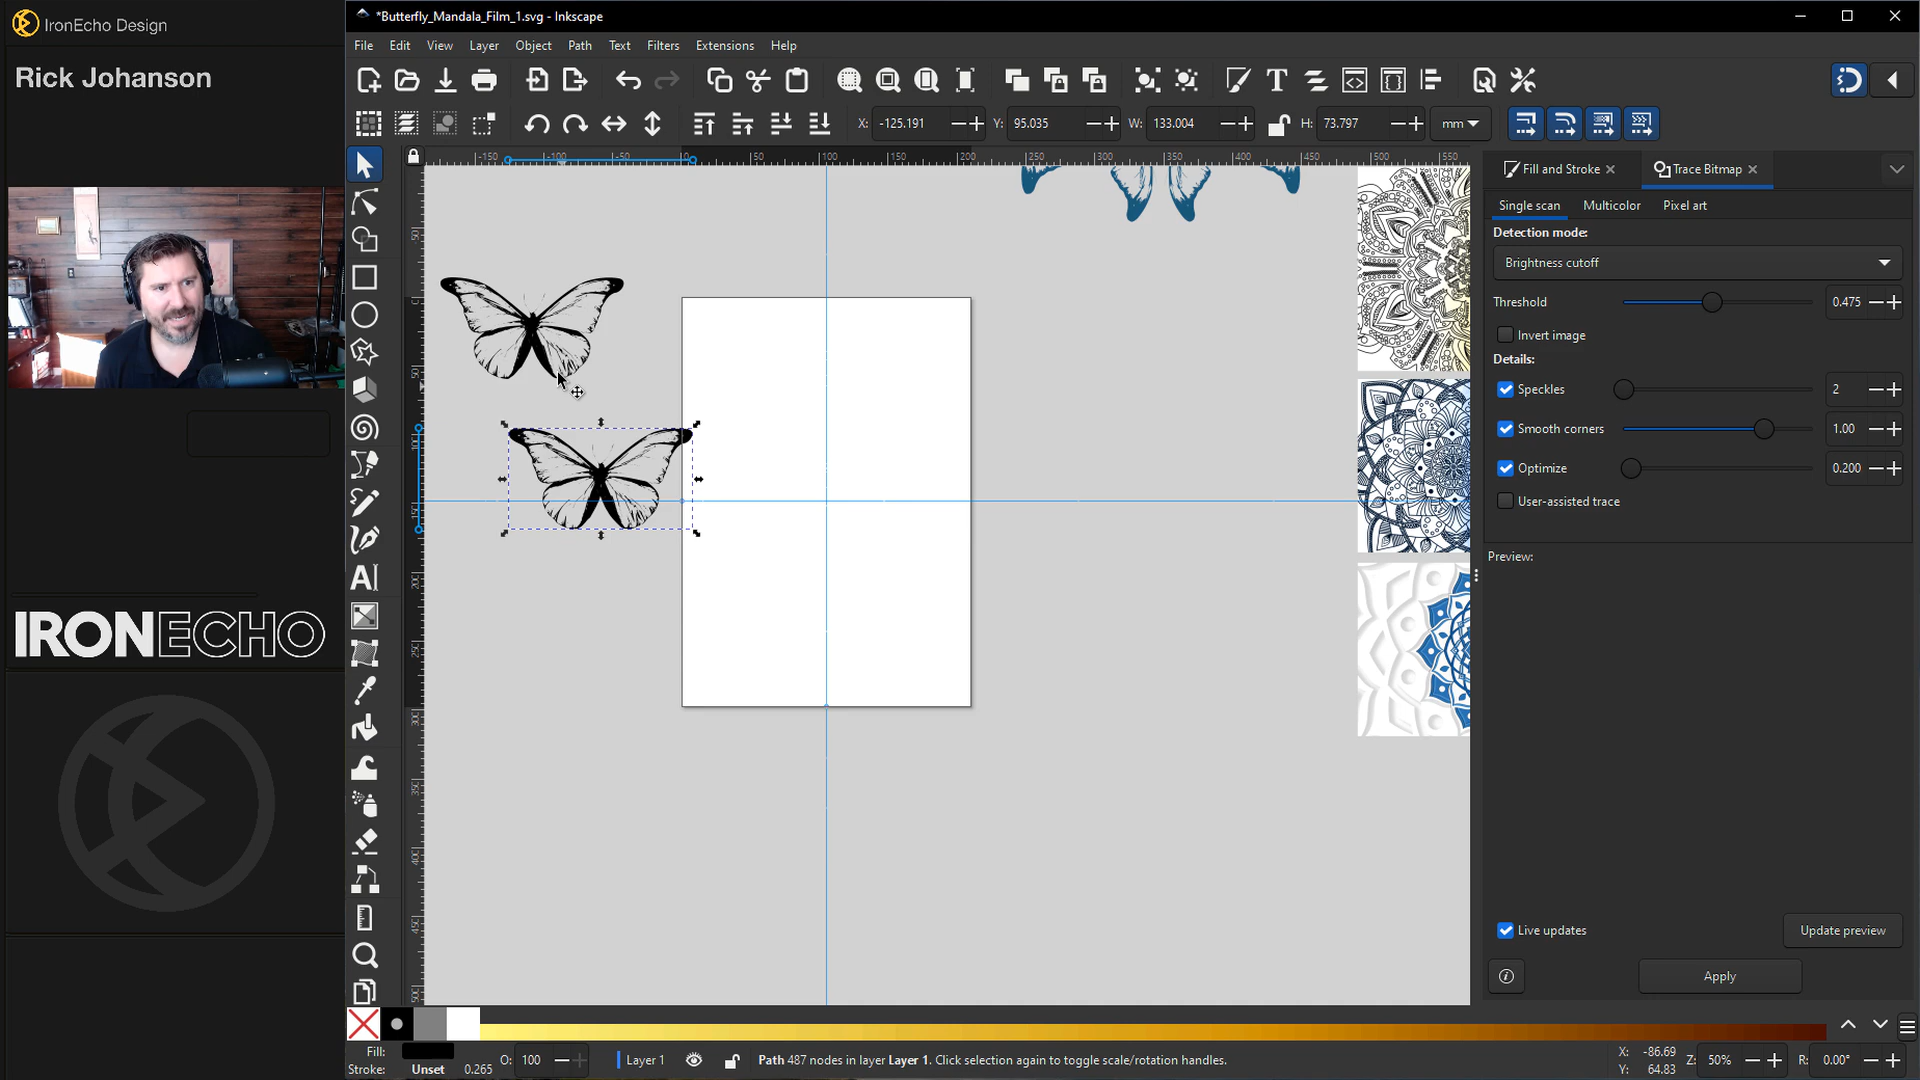 IronEcho Design
Rick Johanson
IRONECHO
*Butterfly_Mandala_Film_1.svg - Inkscape
File Edit View Layer Object Path Text Filters Extensions Help
X: -125.191 Y: 95.035 W: 133.004 H: 73.797 mm
Fill and Stroke Trace Bitmap
Single scan Multicolor Pixel art
Detection mode:
Brightness cutoff
Threshold 0.475
Invert image
Details:
Speckles 2
Smooth corners 1.00
Optimize 0.200
User-assisted trace
Preview:
Live updates Update preview
Apply
Fill: O: 100 Layer 1 Path 487 nodes in layer Layer 1. Click selection again to toggle scale/rotation handles. X: -86.69 Z: 50% R: 0.00°
Stroke: Unset 0.265 Y: 64.83